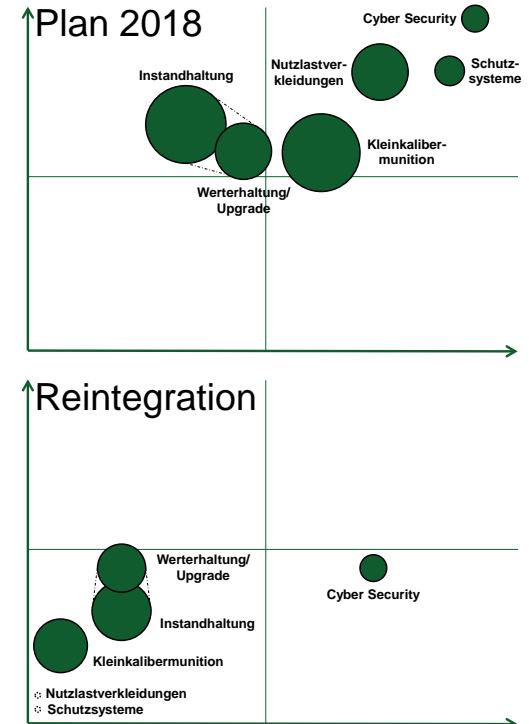 Plan 2018
Cyber Security
Nutzlastver-
kleidungen
Schutz-
systeme
Instandhaltung
Kleinkaliber-
munition
Werterhaltung/
Upgrade
Reintegration
Werterhaltung/
Upgrade
Cyber Security
Instandhaltung
Kleinkalibermunition
Nutzlastverkleidungen
Schutzsysteme